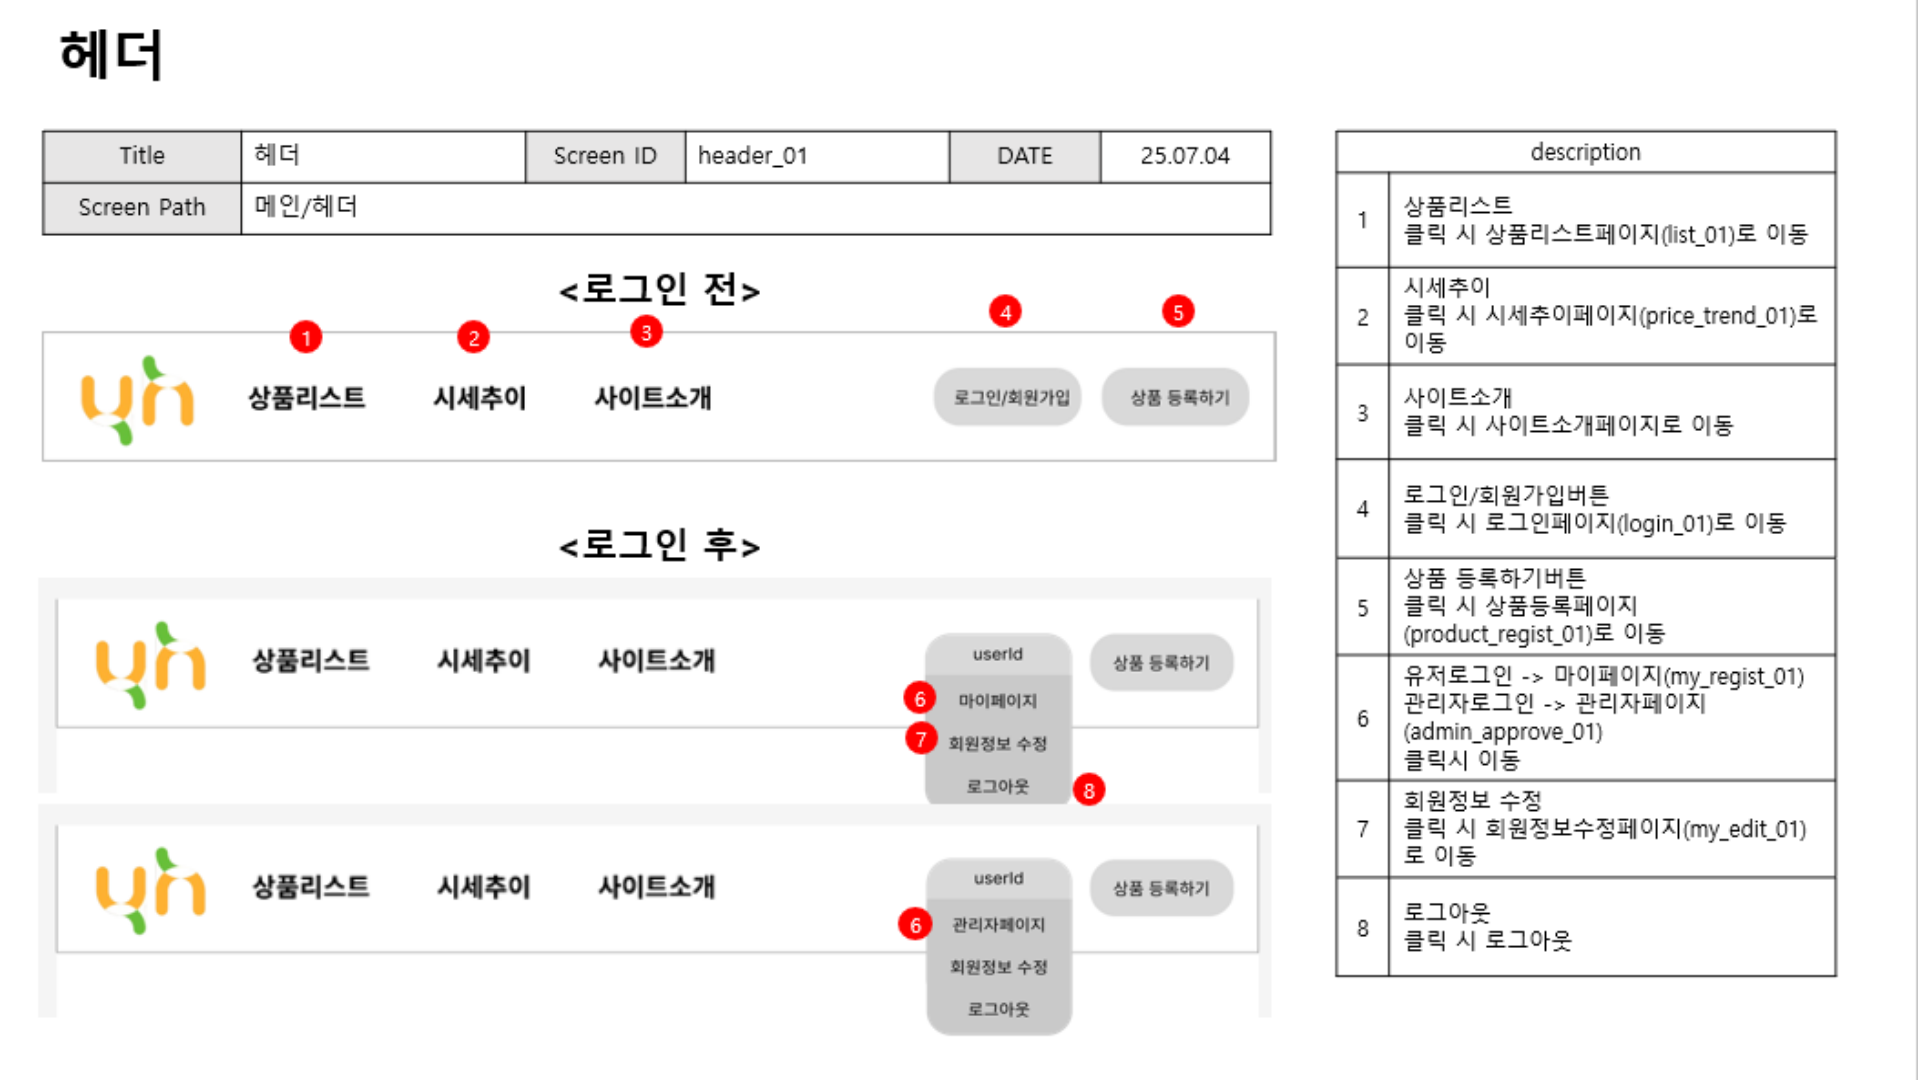 헤더
Title 헤더 Screen ID header_01 DATE 25.07.04
Screen Path 메인/헤더
<로그인 전>
1 2 3 4 5
상품리스트 시세추이 사이트소개 로그인/회원가입 상품 등록하기
<로그인 후>
상품리스트 시세추이 사이트소개 userId 상품 등록하기
6 마이페이지
7 회원정보 수정
로그아웃 8
상품리스트 시세추이 사이트소개 userId 상품 등록하기
6 관리자페이지
회원정보 수정
로그아웃
description
1 상품리스트
클릭 시 상품리스트페이지(list_01)로 이동
2 시세추이
클릭 시 시세추이페이지(price_trend_01)로
이동
3 사이트소개
클릭 시 사이트소개페이지로 이동
4 로그인/회원가입버튼
클릭 시 로그인페이지(login_01)로 이동
5 상품 등록하기버튼
클릭 시 상품등록페이지
(product_regist_01)로 이동
6 유저로그인 -> 마이페이지(my_regist_01)
관리자로그인 -> 관리자페이지
(admin_approve_01)
클릭시 이동
7 회원정보 수정
클릭 시 회원정보수정페이지(my_edit_01)
로 이동
8 로그아웃
클릭 시 로그아웃